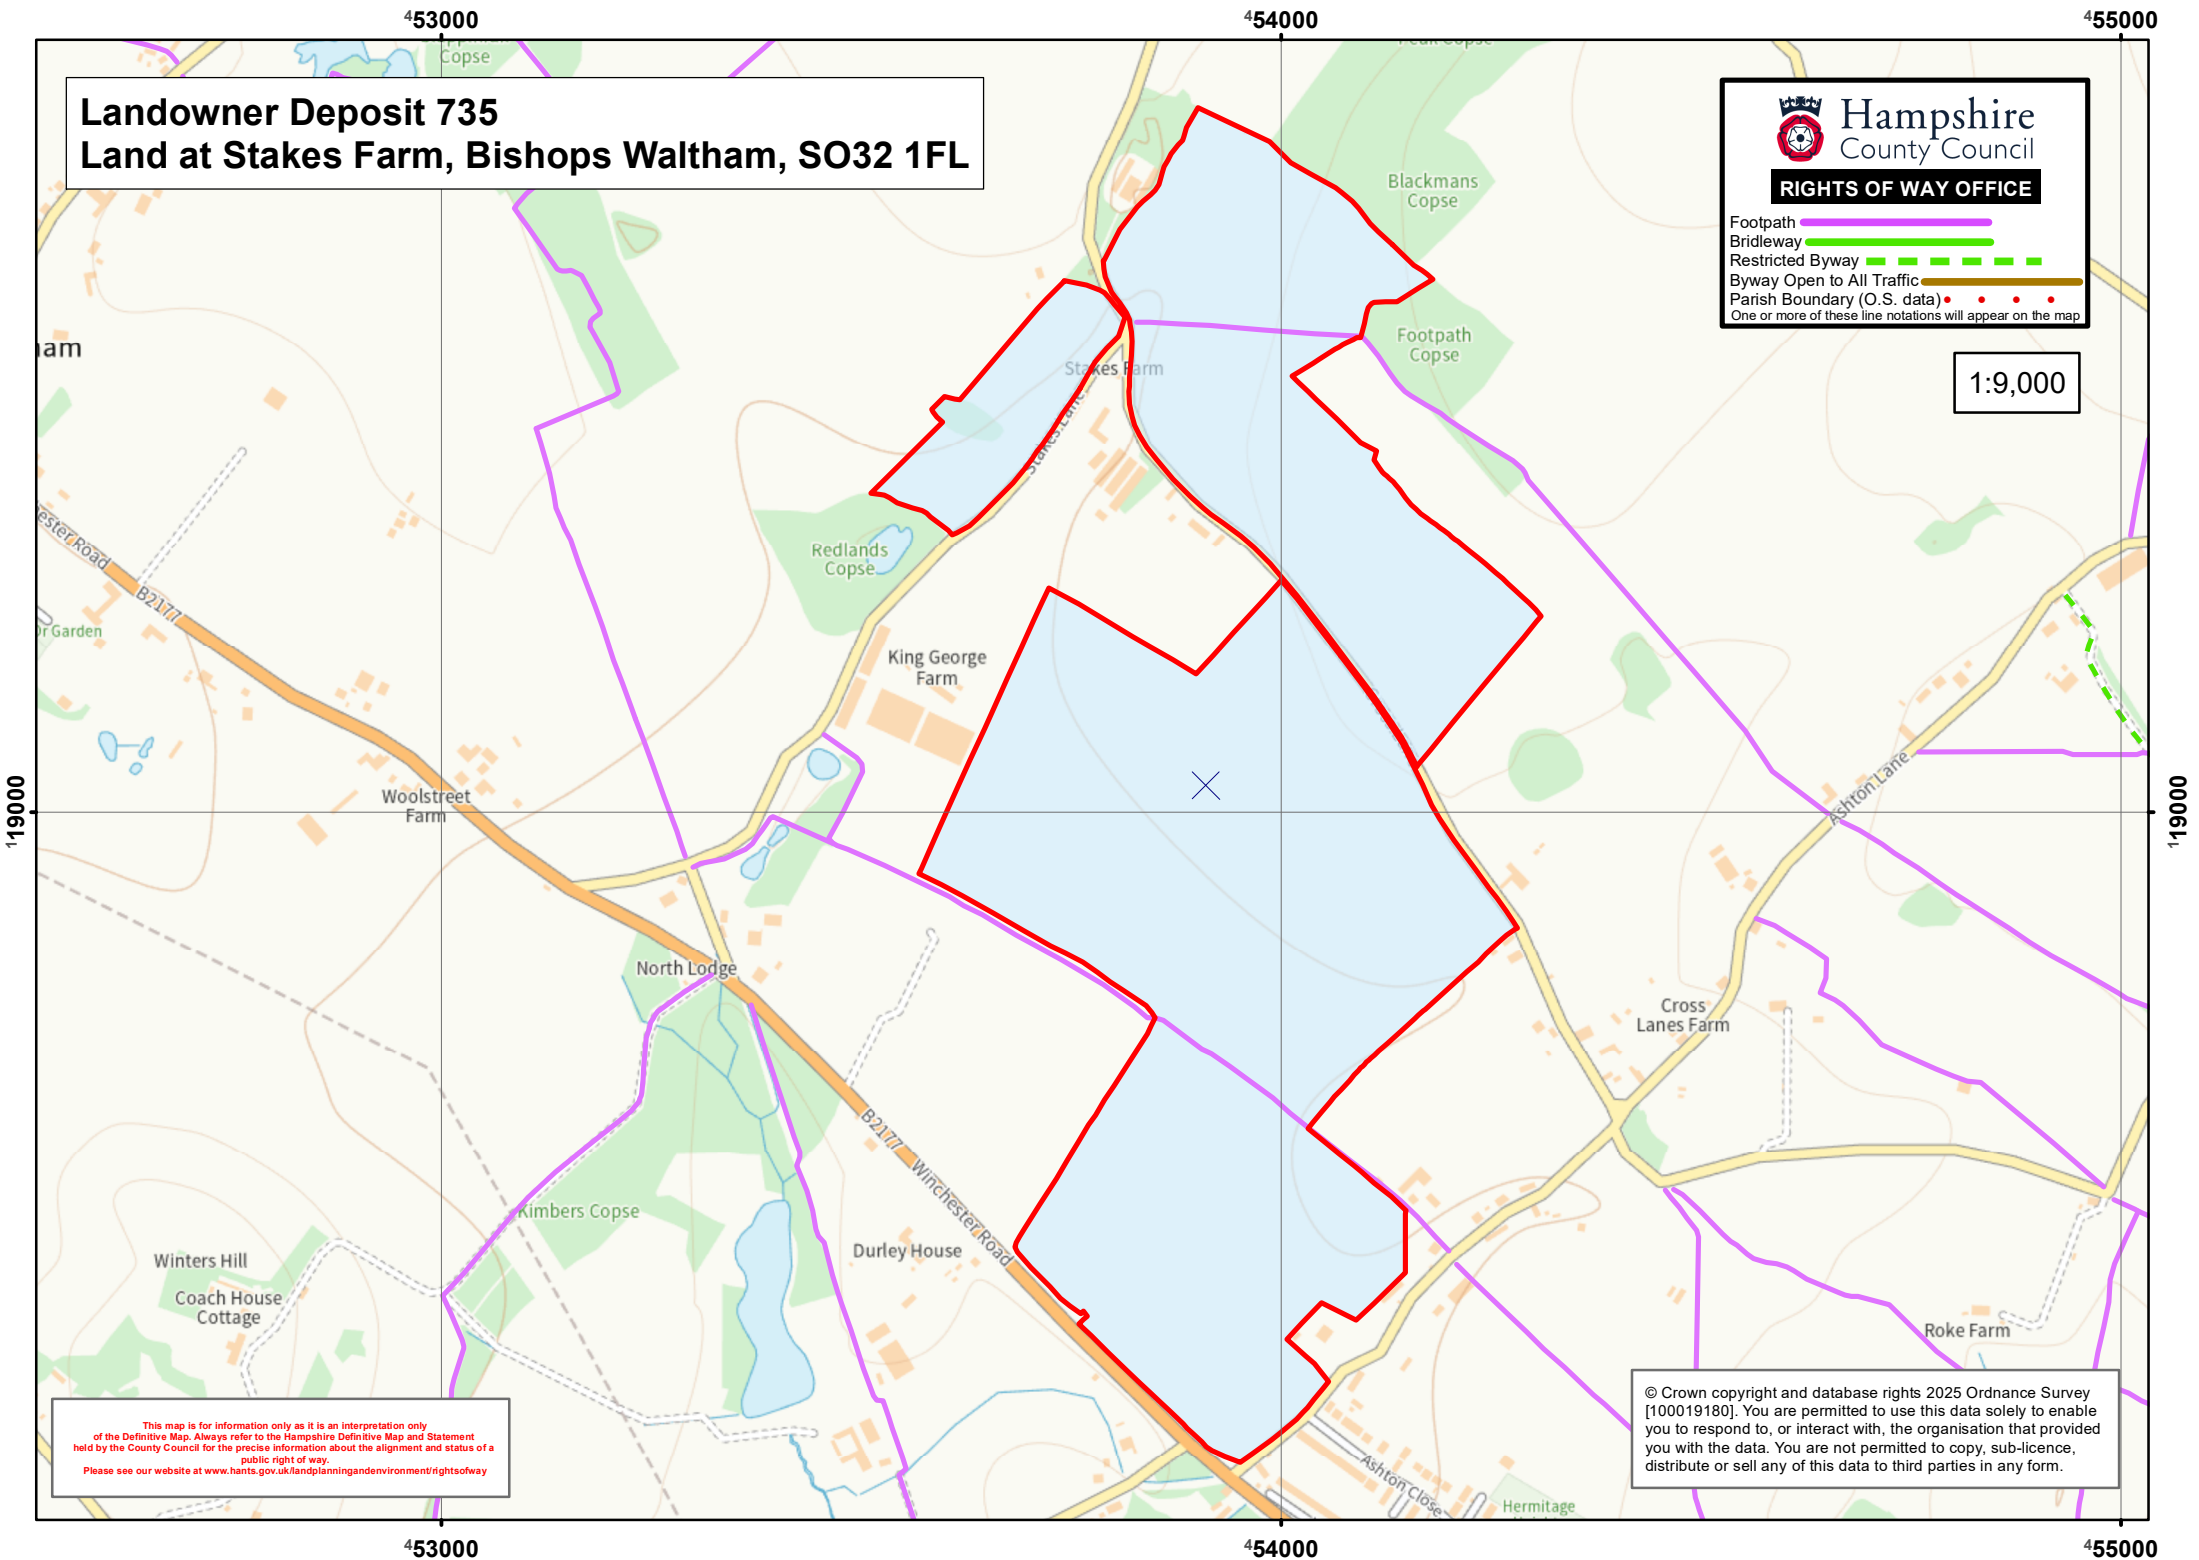 ⁴53000
⁴54000
⁴55000
Copse
Landowner Deposit 735
Land at Stakes Farm, Bishops Waltham, SO32 1FL
Hampshire
County Council
RIGHTS OF WAY OFFICE
Footpath
Bridleway
Restricted Byway
Byway Open to All Traffic
Parish Boundary (O.S. data)
One or more of these line notations will appear on the map
1:9,000
Blackmans
Copse
Footpath
Copse
Stakes Farm
Stakes Lane
Redlands
Copse
King George
Farm
B2177
Garden
Woolstreet
Farm
¹19000
¹19000
Ashton Lane
North Lodge
Cross
Lanes Farm
B2177
Winchester Road
Kimbers Copse
Durley House
Winters Hill
Coach House
Cottage
Roke Farm
Ashton Close
Hermitage
This map is for information only as it is an interpretation only
of the Definitive Map. Always refer to the Hampshire Definitive Map and Statement
held by the County Council for the precise information about the alignment and status of a
public right of way.
Please see our website at www.hants.gov.uk/landplanningandenvironment/rightsofway
© Crown copyright and database rights 2025 Ordnance Survey
[100019180]. You are permitted to use this data solely to enable
you to respond to, or interact with, the organisation that provided
you with the data. You are not permitted to copy, sub-licence,
distribute or sell any of this data to third parties in any form.
⁴53000
⁴54000
⁴55000